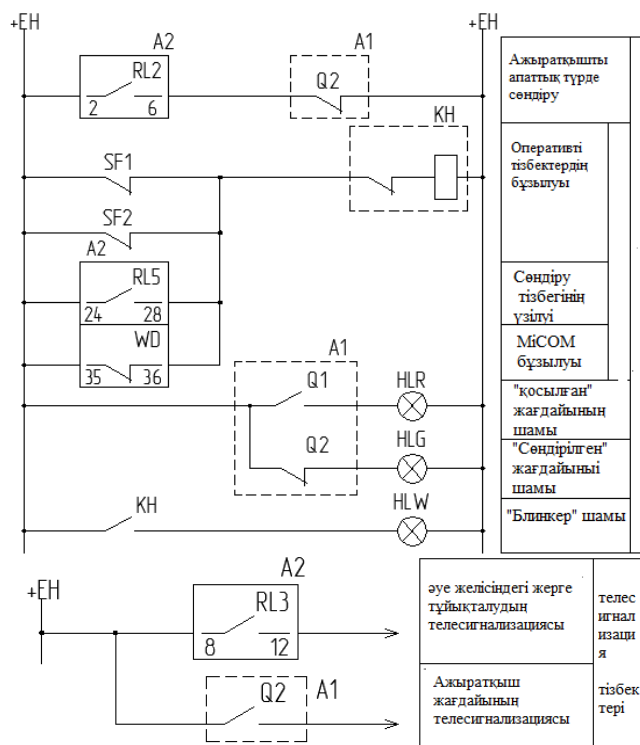 +EH
+EH
A2
A1
RL2
Q2
2 6
KH
SF1
SF2
A2
RL5
24 28
WD
35 36
A1
Q1
HLR
Q2
HLG
KH
HLW
Ажыратқышты
апаттық түрде
сөндіру
Оперативті
тізбектердің
бұзылуы
Сөндіру
тізбегінің
үзілуі
MiCOM
бұзылуы
"қосылған"
жағдайының
шамы
"Сөндірілген"
жағдайыныі
шамы
"Блинкер" шамы
+EH
A2
RL3
8 12
Q2
A1
әуе желісіндегі жерге
тұйықталудың
телесигнализациясы
Ажыратқыш
жағдайының
телесигнализациясы
телес
игнал
изаци
я
тізбек
тері